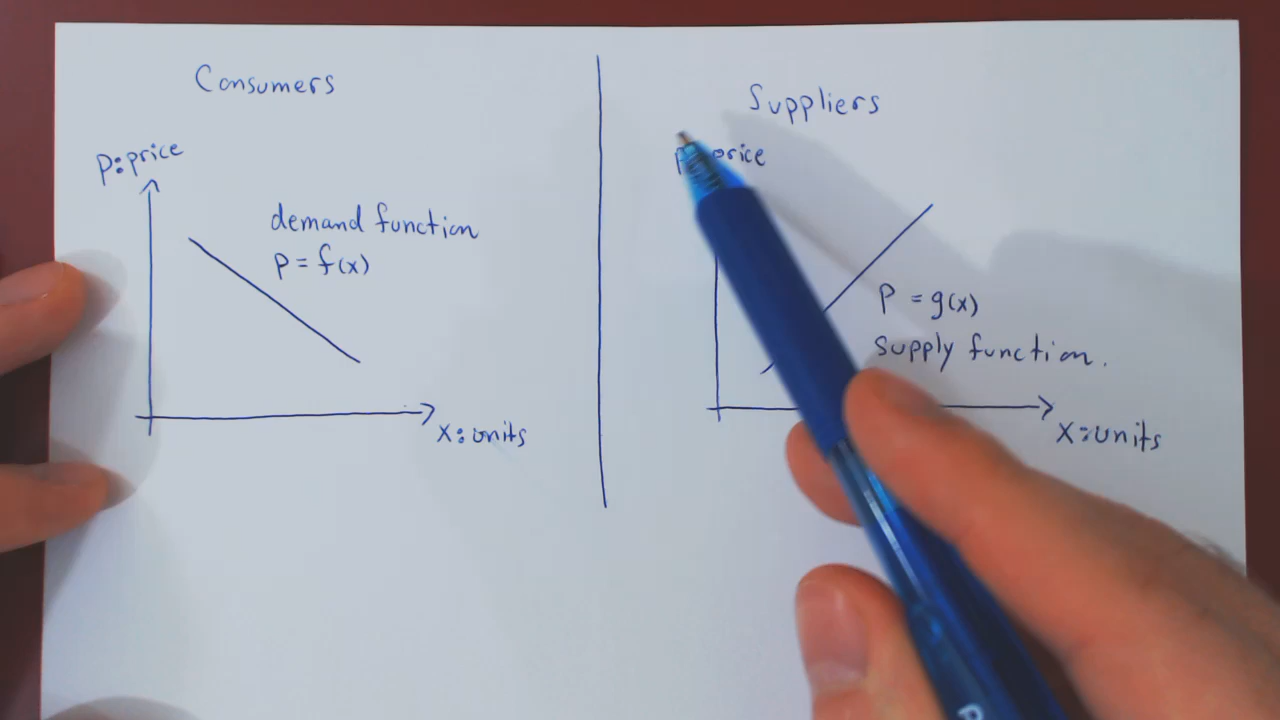 Consumers
p:price
demand function
p = f(x)
x:units
Suppliers
price
p = g(x)
supply function.
x:units